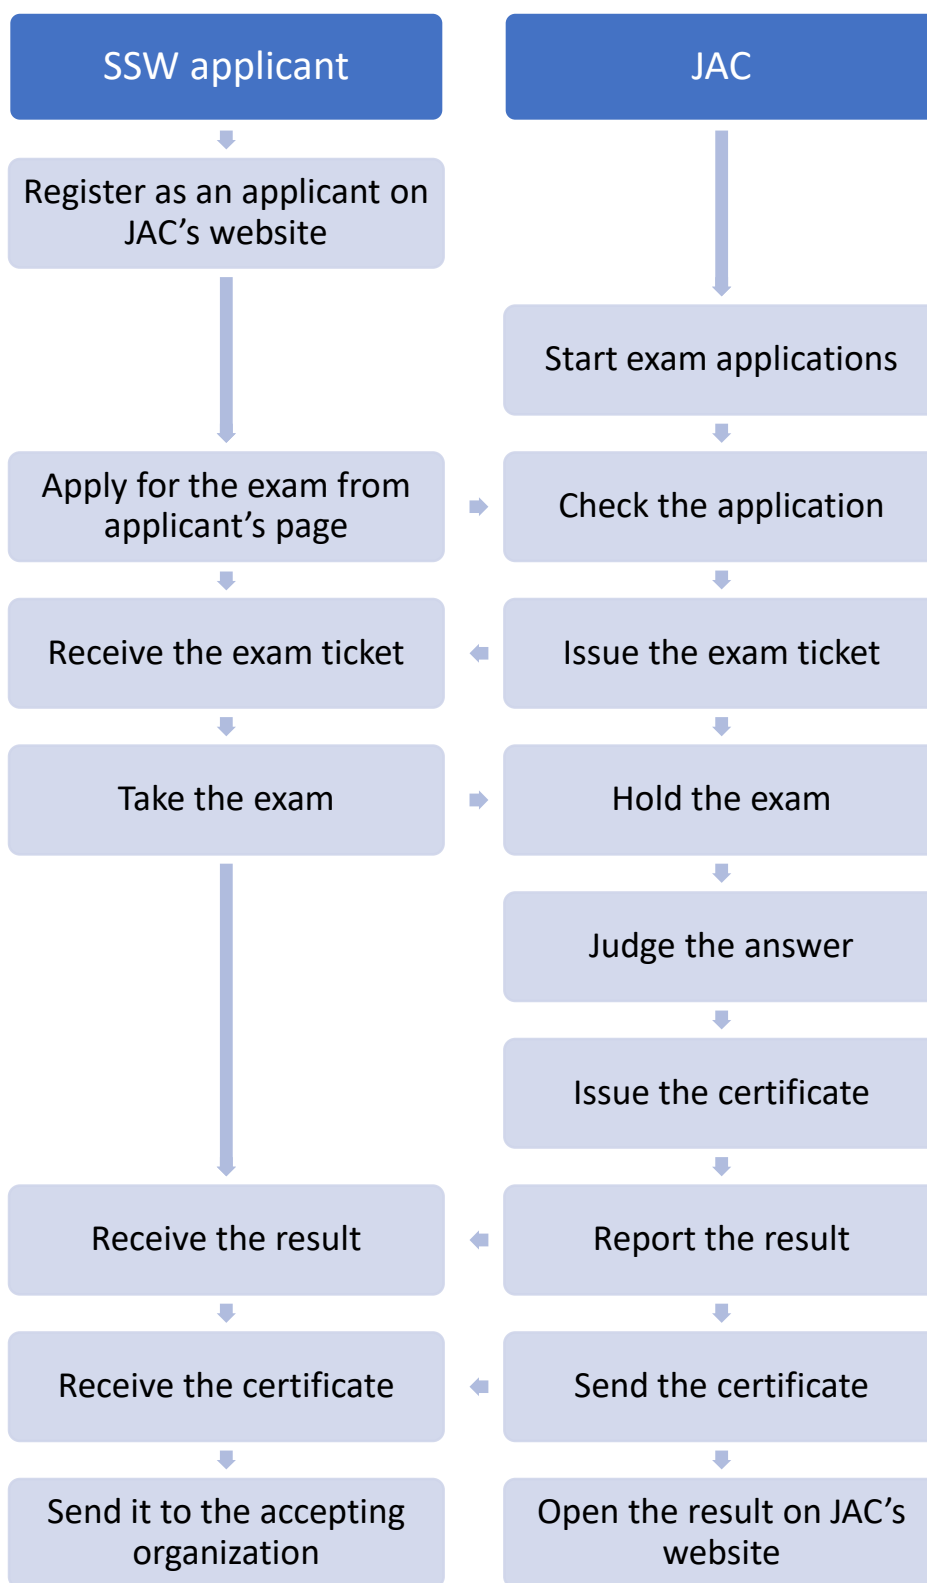 SSW applicant
JAC
Register as an applicant on
JAC’s website
Start exam applications
Apply for the exam from
applicant’s page
Check the application
Receive the exam ticket
Issue the exam ticket
Take the exam
Hold the exam
Judge the answer
Issue the certificate
Receive the result
Report the result
Receive the certificate
Send the certificate
Send it to the accepting
organization
Open the result on JAC’s
website